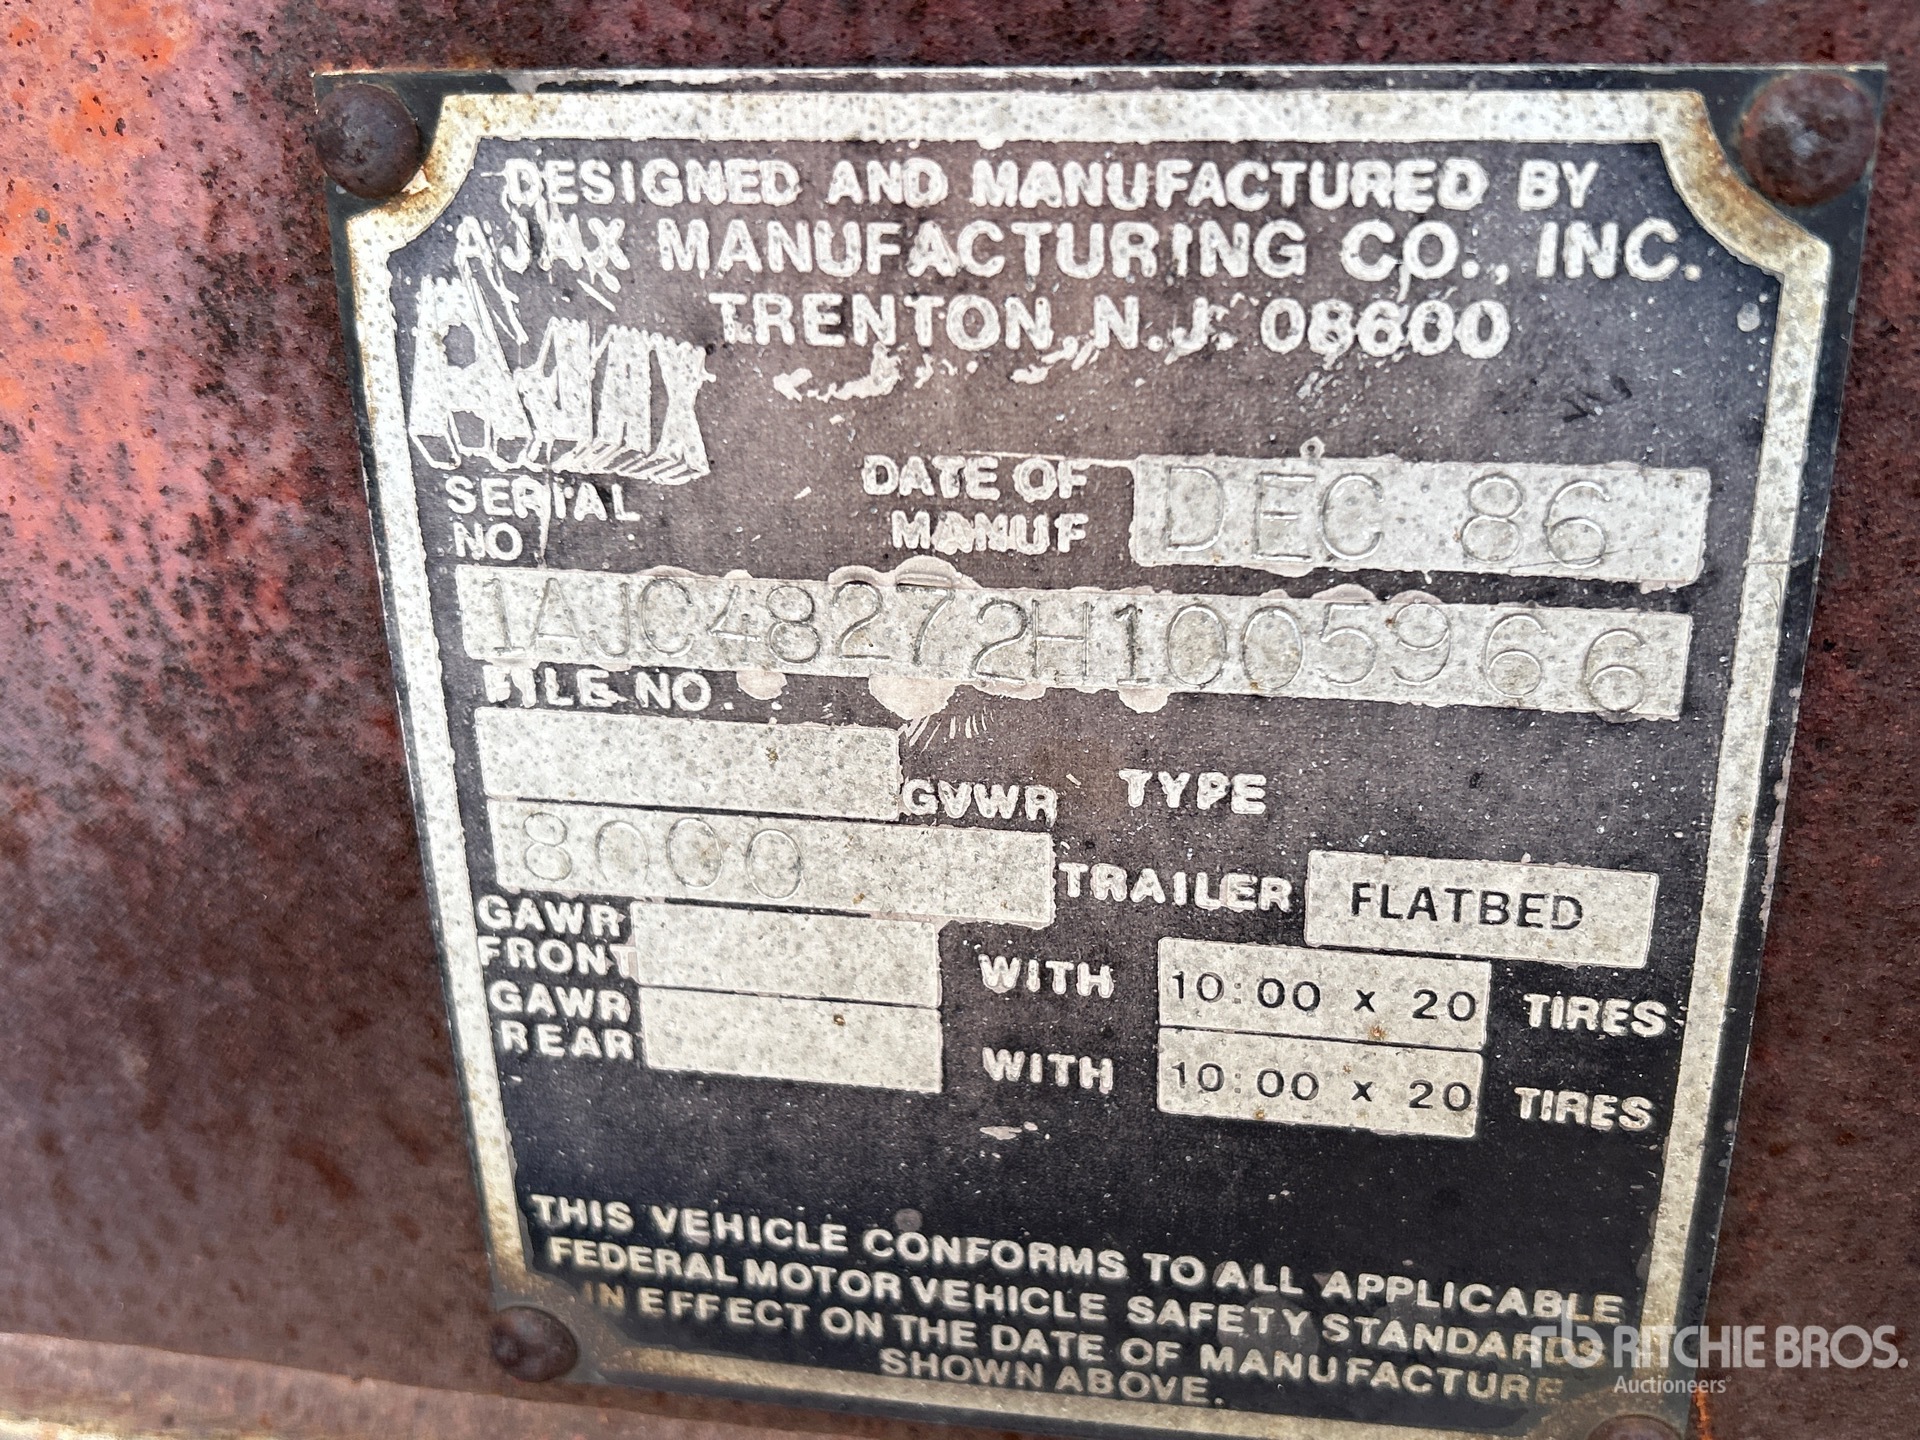 DESIGNED AND MANUFACTURED BY
AJAX MANUFACTURING CO., INC.
TRENTON, N.J. 08600
AJAX
SERIAL NO
DATE OF MANUF DEC 86
1AJC48272H1005966
FILE NO.
GVWR
8000
TYPE
TRAILER FLATBED
GAWR FRONT WITH 10:00 x 20 TIRES
GAWR REAR WITH 10:00 x 20 TIRES
THIS VEHICLE CONFORMS TO ALL APPLICABLE
FEDERAL MOTOR VEHICLE SAFETY STANDARDS
IN EFFECT ON THE DATE OF MANUFACTURE
SHOWN ABOVE.
rb RITCHIE BROS.
Auctioneers